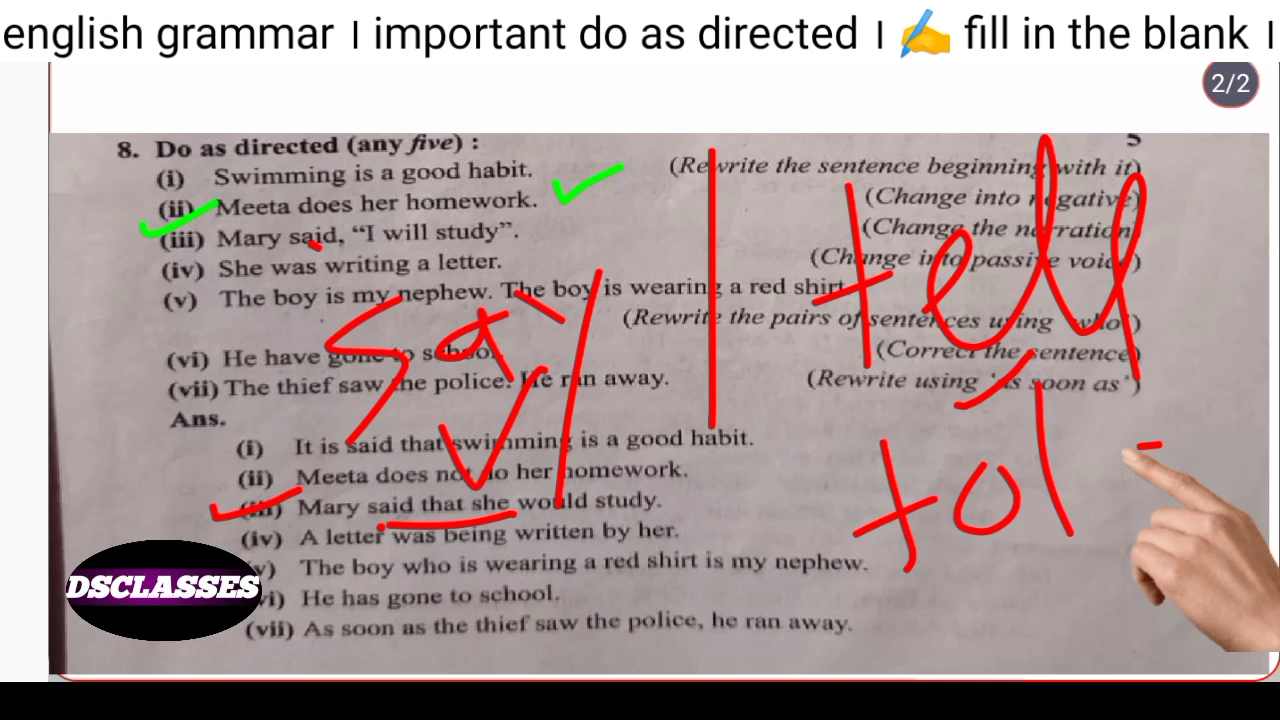 english grammar । important do as directed । ✍ fill in the blank ।
2/2
5
8. Do as directed (any five) :
(i) Swimming is a good habit. (Rewrite the sentence beginning with it)
(ii) Meeta does her homework. (Change into negative)
(iii) Mary said, “I will study”. (Change the narration)
(iv) She was writing a letter. (Change into passive voice)
(v) The boy is my nephew. The boy is wearing a red shirt.
(Rewrite the pairs of sentences using ‘who’)
(vi) He have gone to school. (Correct the sentence)
(vii) The thief saw the police. He ran away. (Rewrite using ‘as soon as’)
Ans.
(i) It is said that swimming is a good habit.
(ii) Meeta does not do her homework.
(iii) Mary said that she would study.
(iv) A letter was being written by her.
(v) The boy who is wearing a red shirt is my nephew.
(vi) He has gone to school.
(vii) As soon as the thief saw the police, he ran away.
say
tell
tol
DSCLASSES